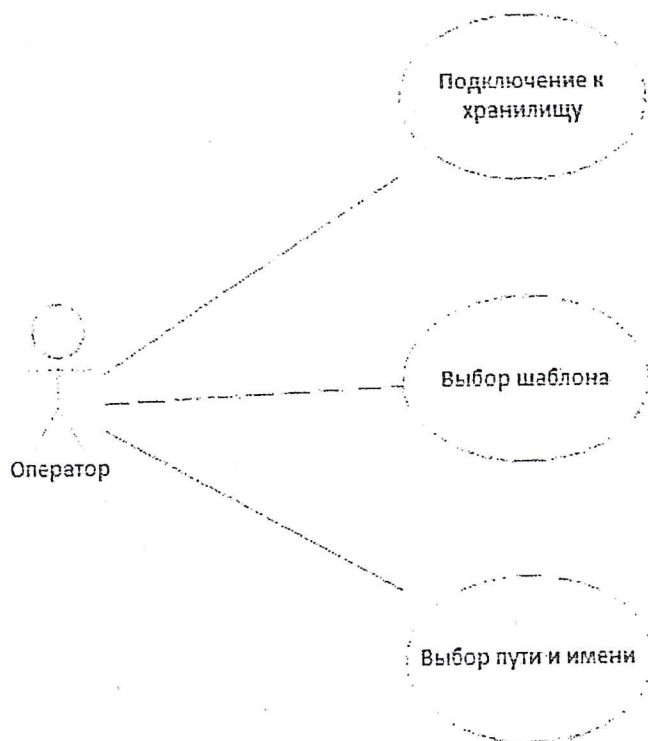 Подключение к
хранилищу
Выбор шаблона
Оператор
Выбор пути и имени